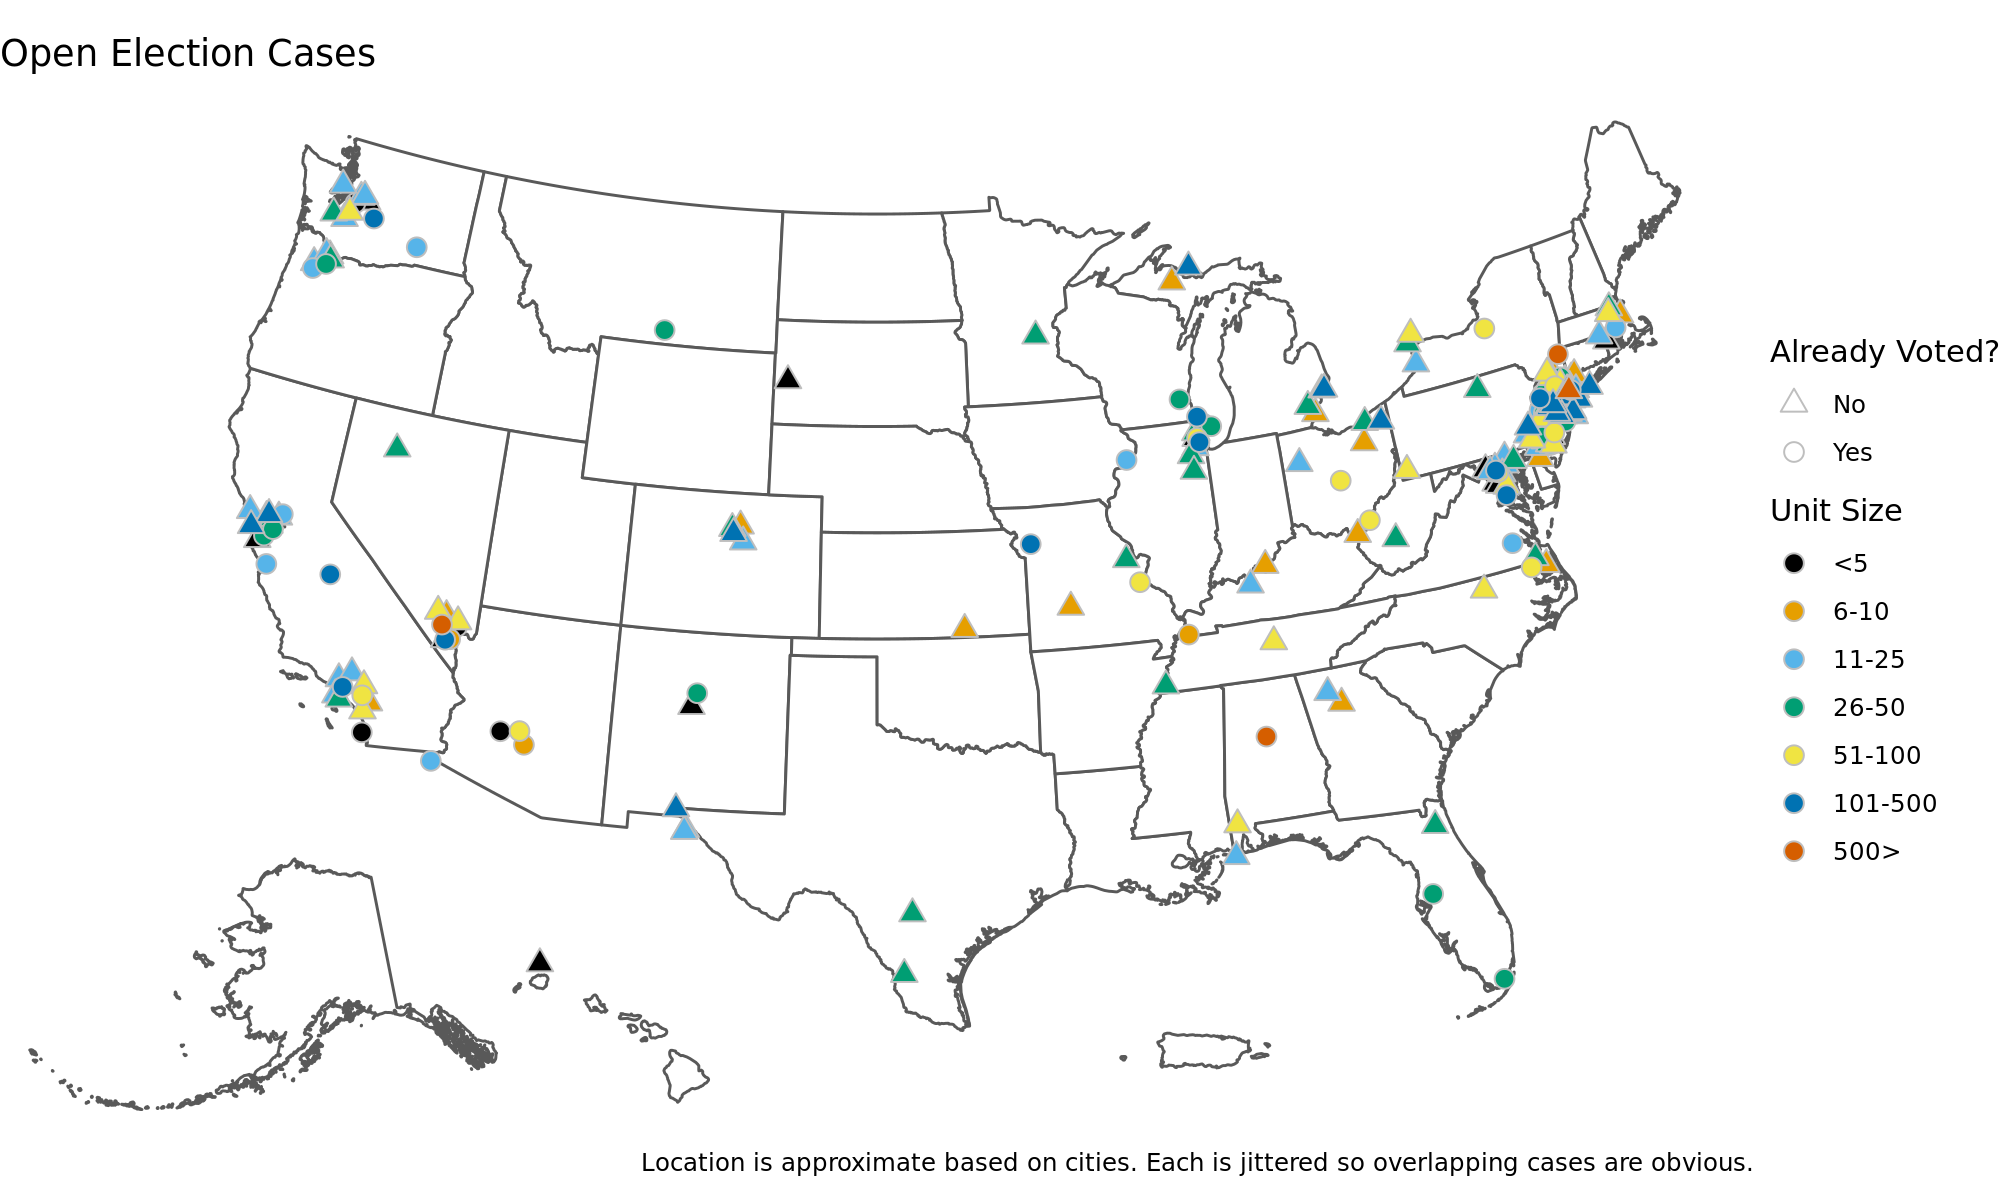 Open Election Cases
Already Voted?
No
Yes
Unit Size
<5
6-10
11-25
26-50
51-100
101-500
500>
Location is approximate based on cities. Each is jittered so overlapping cases are obvious.